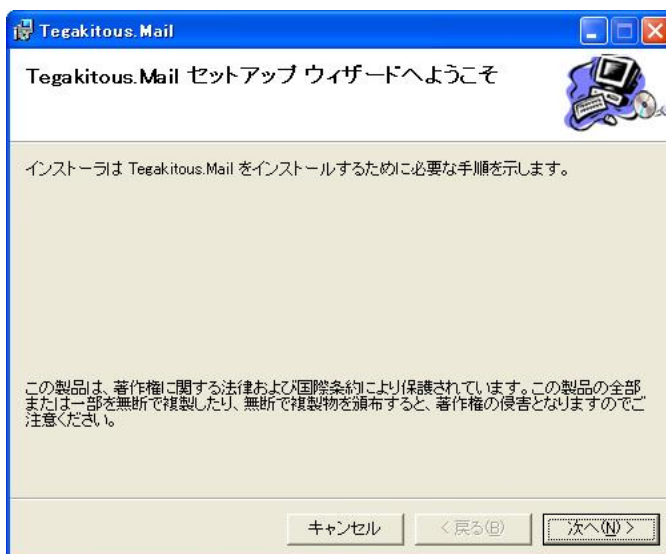 Tegakitous.Mail
Tegakitous.Mail セットアップ ウィザードへようこそ
インストーラは Tegakitous.Mail をインストールするために必要な手順を示します。
この製品は、著作権に関する法律および国際条約により保護されています。この製品の全部
または一部を無断で複製したり、無断で複製物を頒布すると、著作権の侵害となりますのでご
注意ください。
キャンセル
< 戻る(B)
次へ(N) >